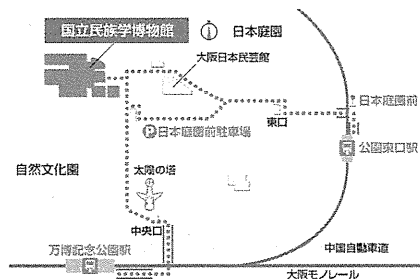 国立民族学博物館
日本庭園
大阪日本民芸館
日本庭園前
東口
P日本庭園前駐車場
公園東口駅
自然文化園
太陽の塔
中央口
万博記念公園駅
中国自動車道
大阪モノレール